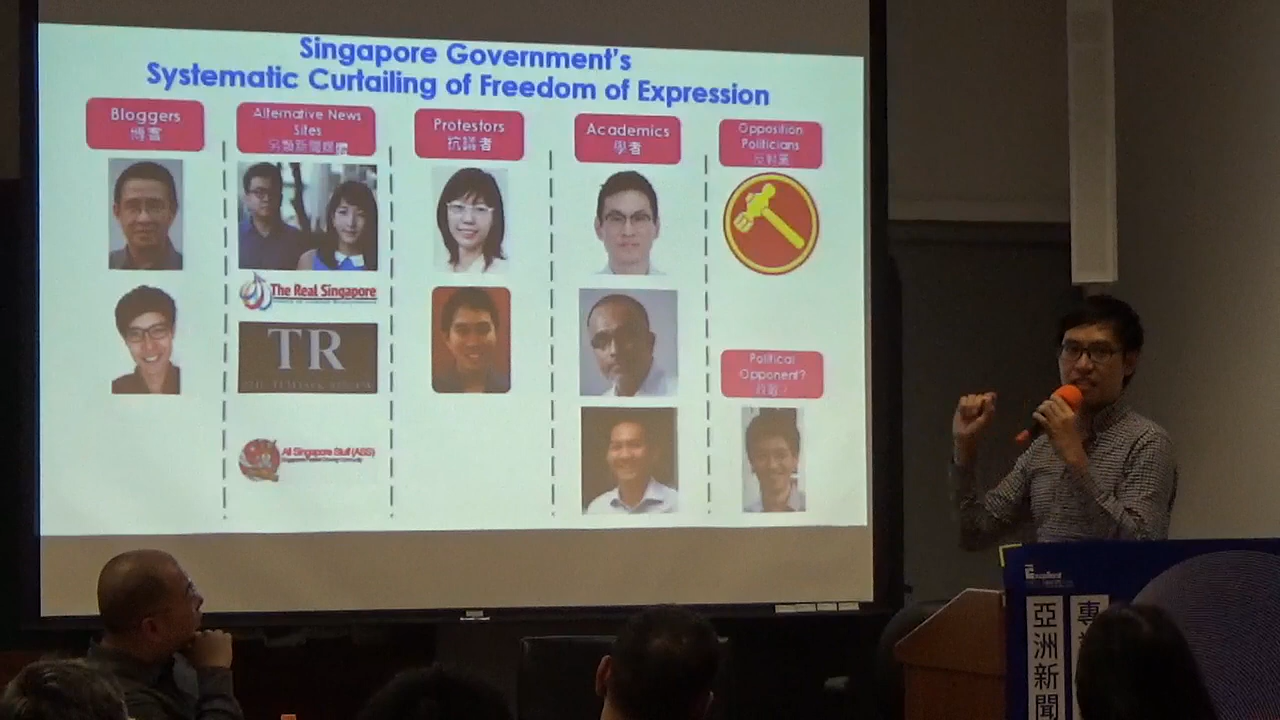 Singapore Government's
Systematic Curtailing of Freedom of Expression
Bloggers
博客
Alternative News
Sites
另類新聞媒體
Protestors
抗議者
Academics
學者
Opposition
Politicians
反對黨
The Real Singapore
TR
All Singapore Stuff (ASS)
Political
Opponent?
亞洲新聞
專